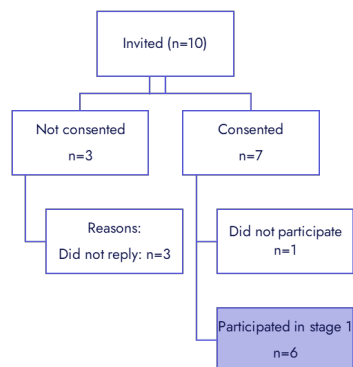 Invited (n=10)
Not consented
n=3
Consented
n=7
Reasons:
Did not reply: n=3
Did not participate
n=1
Participated in stage 1
n=6